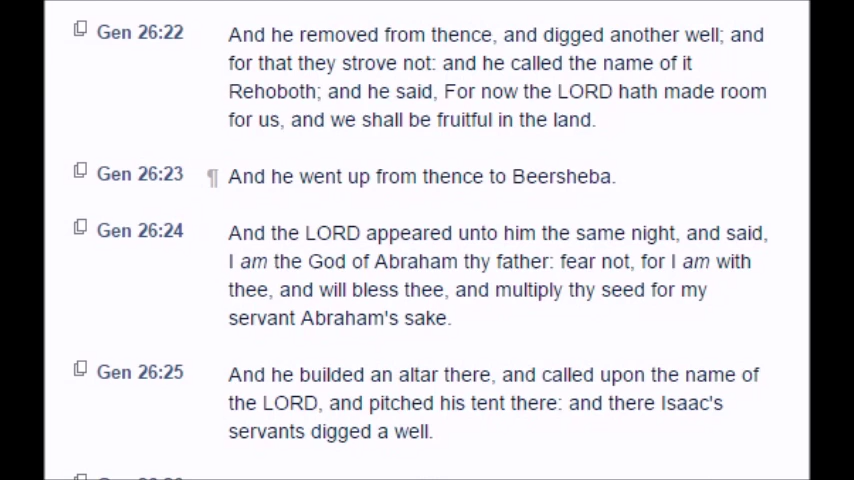 Gen 26:22 And he removed from thence, and digged another well; and
for that they strove not: and he called the name of it
Rehoboth; and he said, For now the LORD hath made room
for us, and we shall be fruitful in the land.
Gen 26:23 ¶ And he went up from thence to Beersheba.
Gen 26:24 And the LORD appeared unto him the same night, and said,
I am the God of Abraham thy father: fear not, for I am with
thee, and will bless thee, and multiply thy seed for my
servant Abraham's sake.
Gen 26:25 And he builded an altar there, and called upon the name of
the LORD, and pitched his tent there: and there Isaac's
servants digged a well.